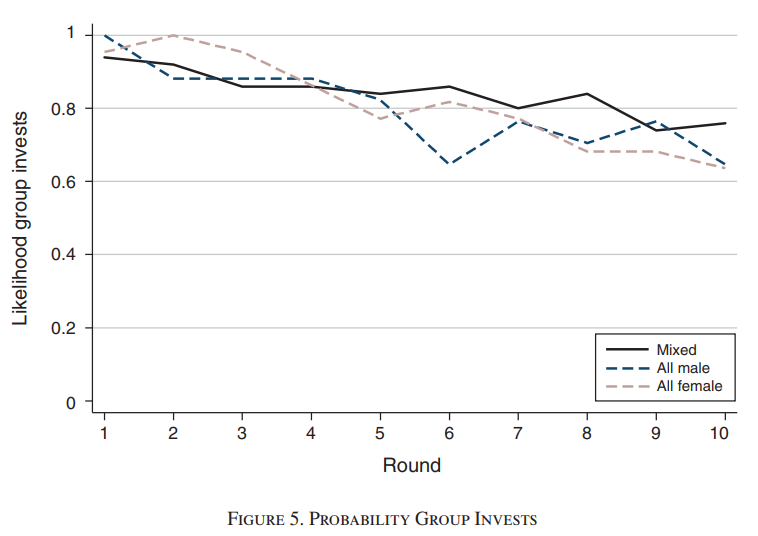 1
0.8
0.6
0.4
0.2
0
Likelihood group invests
1 2 3 4 5 6 7 8 9 10
Round
Mixed
All male
All female
FIGURE 5. PROBABILITY GROUP INVESTS